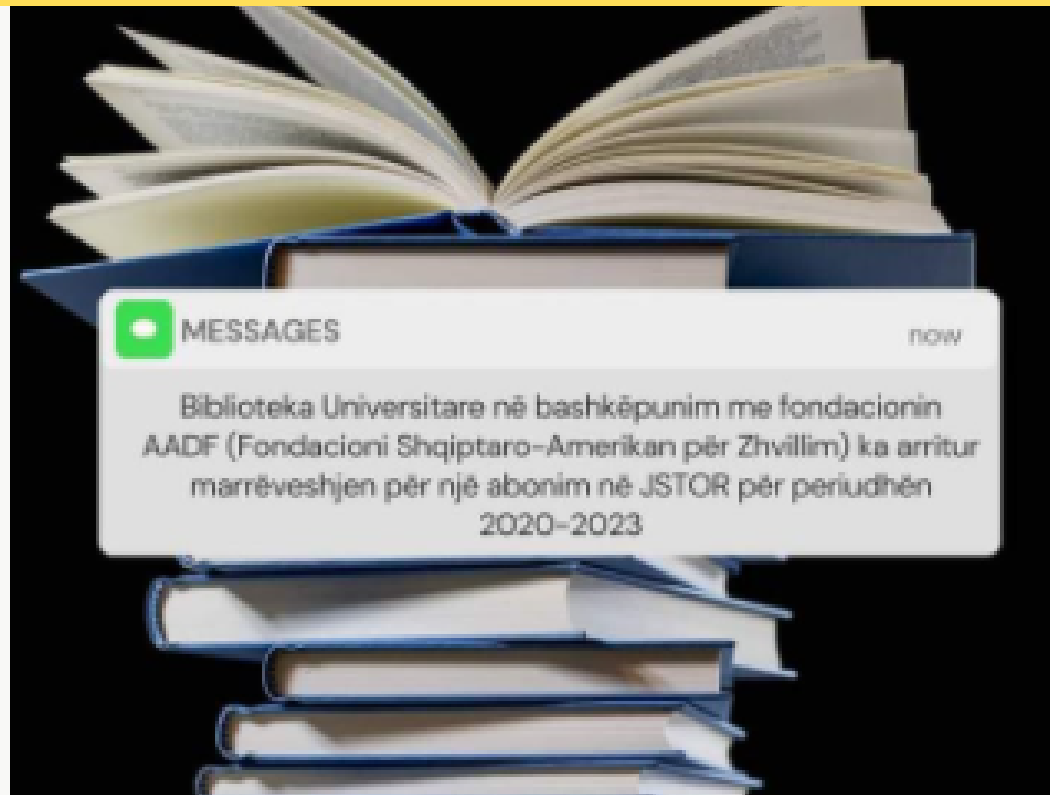 MESSAGES
now
Biblioteka Universitare në bashkëpunim me fondacionin
AADF (Fondacioni Shqiptaro-Amerikan për Zhvillim) ka arritur
marrëveshjen për një abonim në JSTOR për periudhën
2020-2023